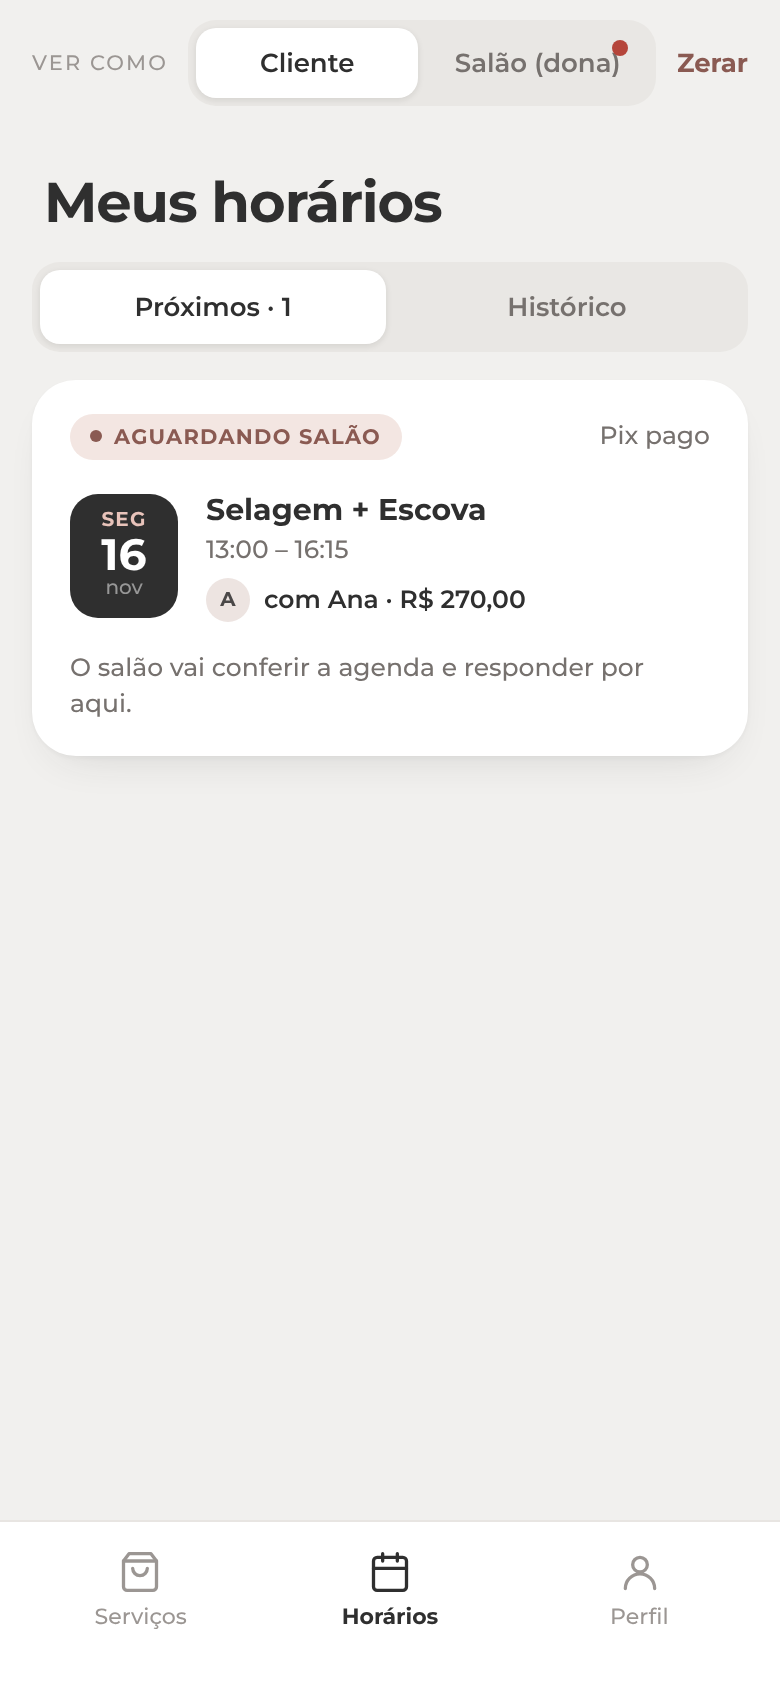 VER COMO
Cliente
Salão (dona)
Zerar
Meus horários
Próximos · 1
Histórico
AGUARDANDO SALÃO
Pix pago
SEG
16
nov
Selagem + Escova
13:00 – 16:15
A
com Ana · R$ 270,00
O salão vai conferir a agenda e responder por
aqui.
Serviços
Horários
Perfil